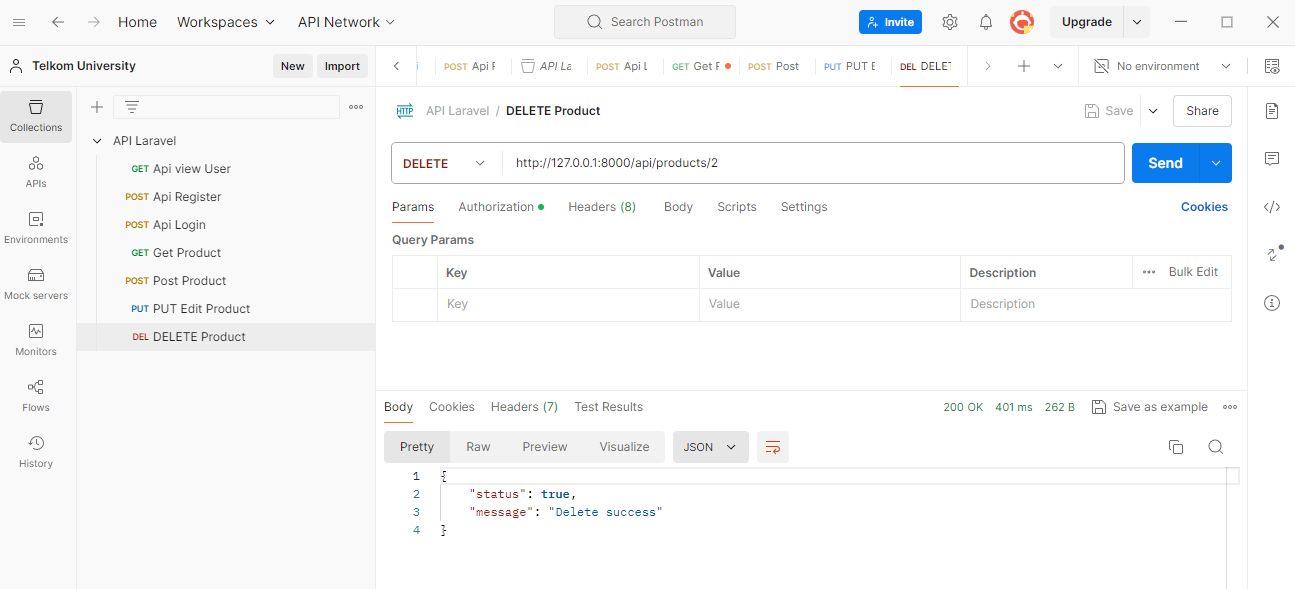 Home Workspaces API Network Search Postman Invite Upgrade
Telkom University New Import
POST Api F API La POST Api L GET Get F POST Post PUT PUT E DEL DELET No environment
Collections
APIs
Environments
Mock servers
Monitors
Flows
History
API Laravel
GET Api view User
POST Api Register
POST Api Login
GET Get Product
POST Post Product
PUT PUT Edit Product
DEL DELETE Product
HTTP API Laravel / DELETE Product Save Share
DELETE http://127.0.0.1:8000/api/products/2 Send
Params Authorization Headers (8) Body Scripts Settings Cookies
Query Params
Key Value Description Bulk Edit
Key Value Description
Body Cookies Headers (7) Test Results 200 OK 401 ms 262 B Save as example
Pretty Raw Preview Visualize JSON
1 {
2 "status": true,
3 "message": "Delete success"
4 }